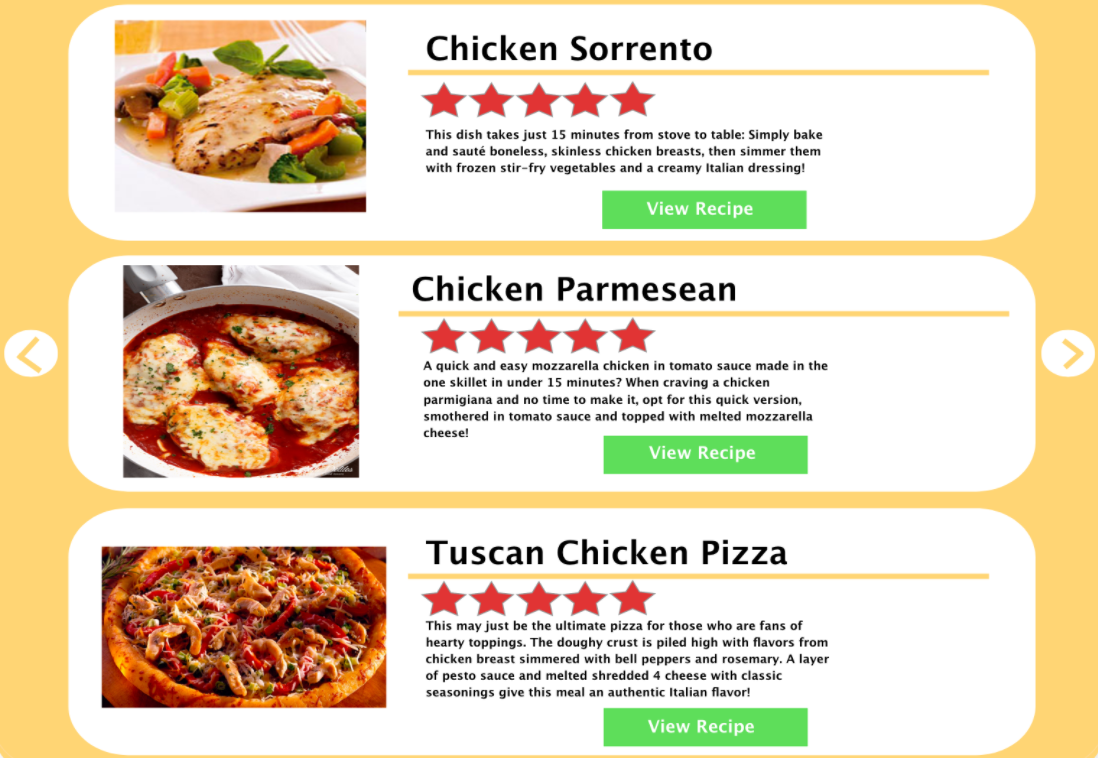 Chicken Sorrento
This dish takes just 15 minutes from stove to table: Simply bake
and sauté boneless, skinless chicken breasts, then simmer them
with frozen stir-fry vegetables and a creamy Italian dressing!
View Recipe
Chicken Parmesean
A quick and easy mozzarella chicken in tomato sauce made in the
one skillet in under 15 minutes? When craving a chicken
parmigiana and no time to make it, opt for this quick version,
smothered in tomato sauce and topped with melted mozzarella
cheese!
View Recipe
Tuscan Chicken Pizza
This may just be the ultimate pizza for those who are fans of
hearty toppings. The doughy crust is piled high with flavors from
chicken breast simmered with bell peppers and rosemary. A layer
of pesto sauce and melted shredded 4 cheese with classic
seasonings give this meal an authentic Italian flavor!
View Recipe